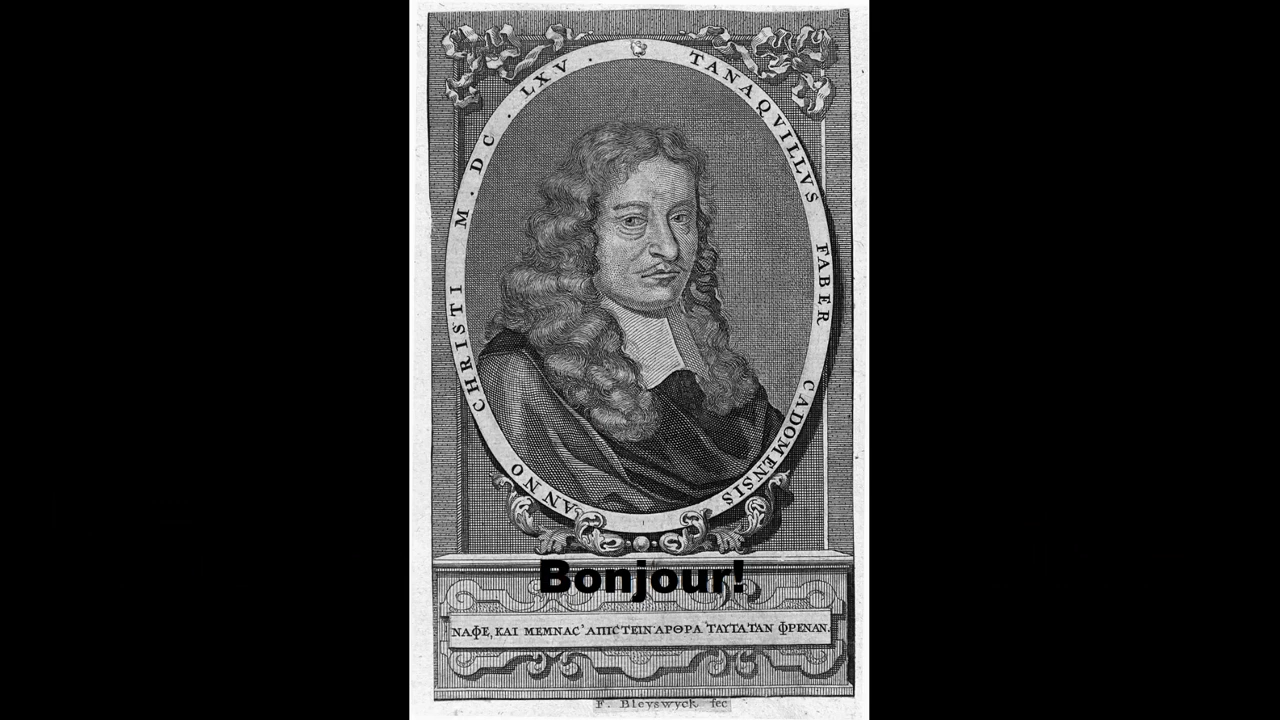 TANAQVILLVS FABER CADOMENSIS
ANNO CHRISTI M. DC LXV
Bonjour!
ΝΑΦΕ, ΚΑΙ ΜΕΜΝΑϹ' ΑΠΙϹΤΕΙΝ ΑΡΘΡΑ ΤΑΥΤΑ ΤΑΝ ΦΡΕΝΑΝ.
F. Bleyswyck fec